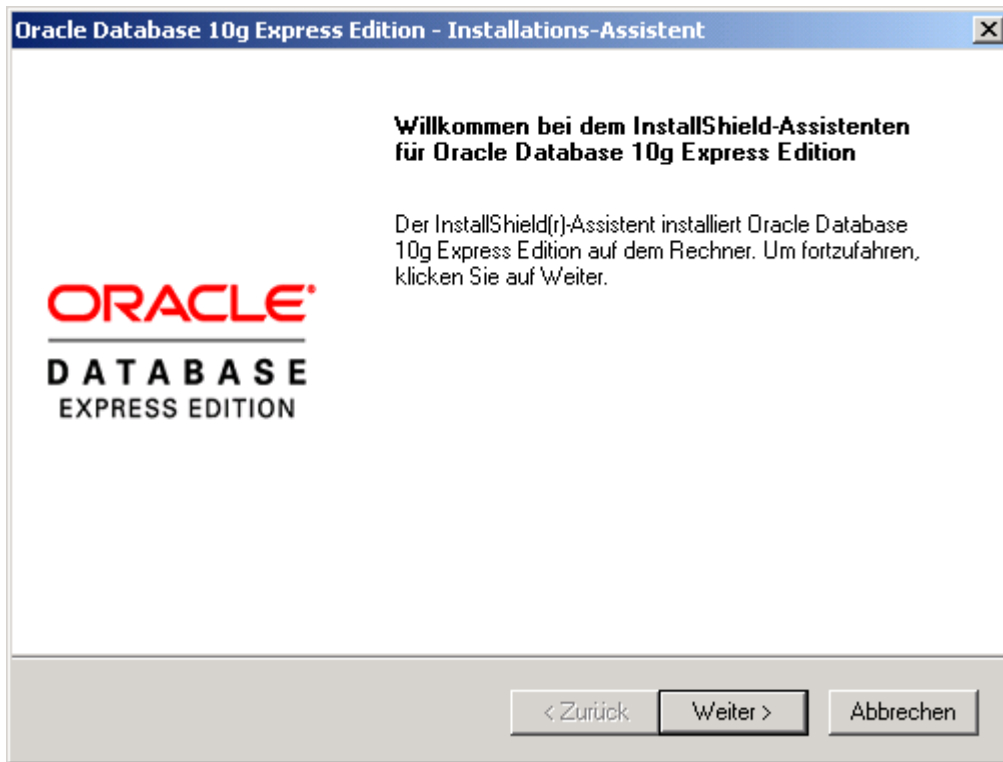 Oracle Database 10g Express Edition - Installations-Assistent
Willkommen bei dem InstallShield-Assistenten
für Oracle Database 10g Express Edition
Der InstallShield(r)-Assistent installiert Oracle Database
10g Express Edition auf dem Rechner. Um fortzufahren,
klicken Sie auf Weiter.
ORACLE
DATABASE
EXPRESS EDITION
< Zurück
Weiter >
Abbrechen